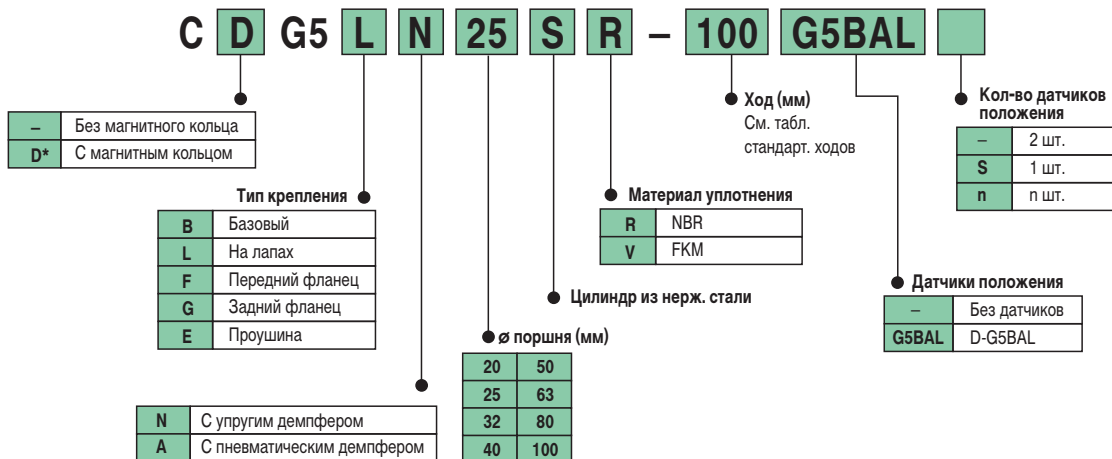 C D G5 L N 25 S R – 100 G5BAL
– Без магнитного кольца
D* С магнитным кольцом
Тип крепления
B Базовый
L На лапах
F Передний фланец
G Задний фланец
E Проушина
N С упругим демпфером
A С пневматическим демпфером
ø поршня (мм)
20 50
25 63
32 80
40 100
Цилиндр из нерж. стали
Материал уплотнения
R NBR
V FKM
Ход (мм)
См. табл.
стандарт. ходов
Датчики положения
– Без датчиков
G5BAL D-G5BAL
Кол-во датчиков
положения
– 2 шт.
S 1 шт.
n n шт.